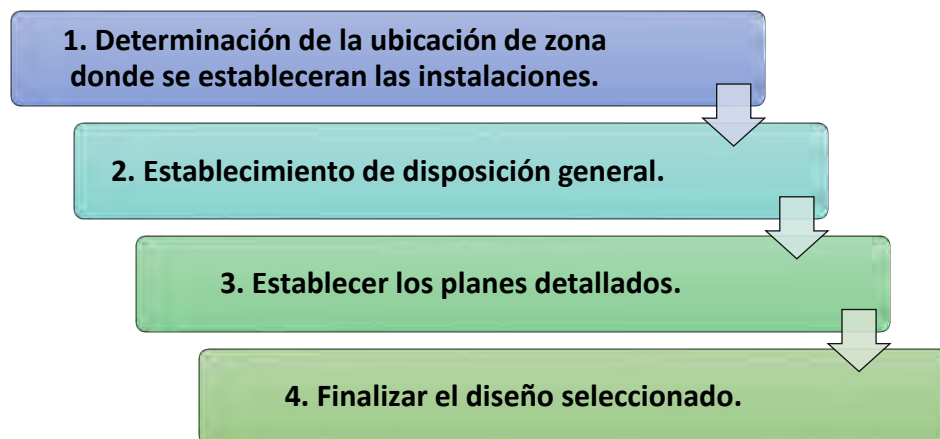 1. Determinación de la ubicación de zona
donde se estableceran las instalaciones.
2. Establecimiento de disposición general.
3. Establecer los planes detallados.
4. Finalizar el diseño seleccionado.